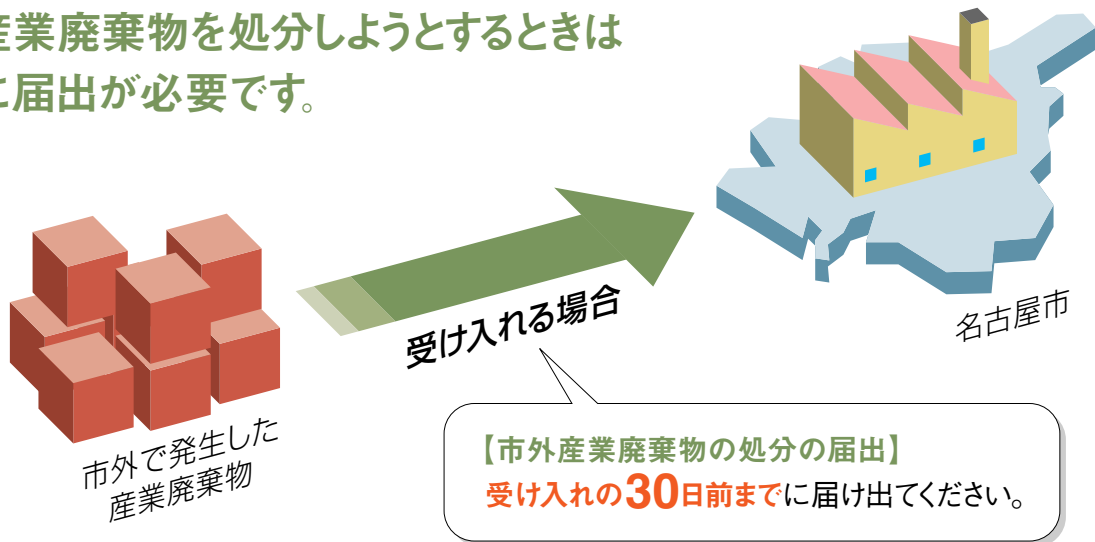 産業廃棄物を処分しようとするときは
に届出が必要です。
受け入れる場合
名古屋市
市外で発生した
産業廃棄物
【市外産業廃棄物の処分の届出】
受け入れの30日前までに届け出てください。